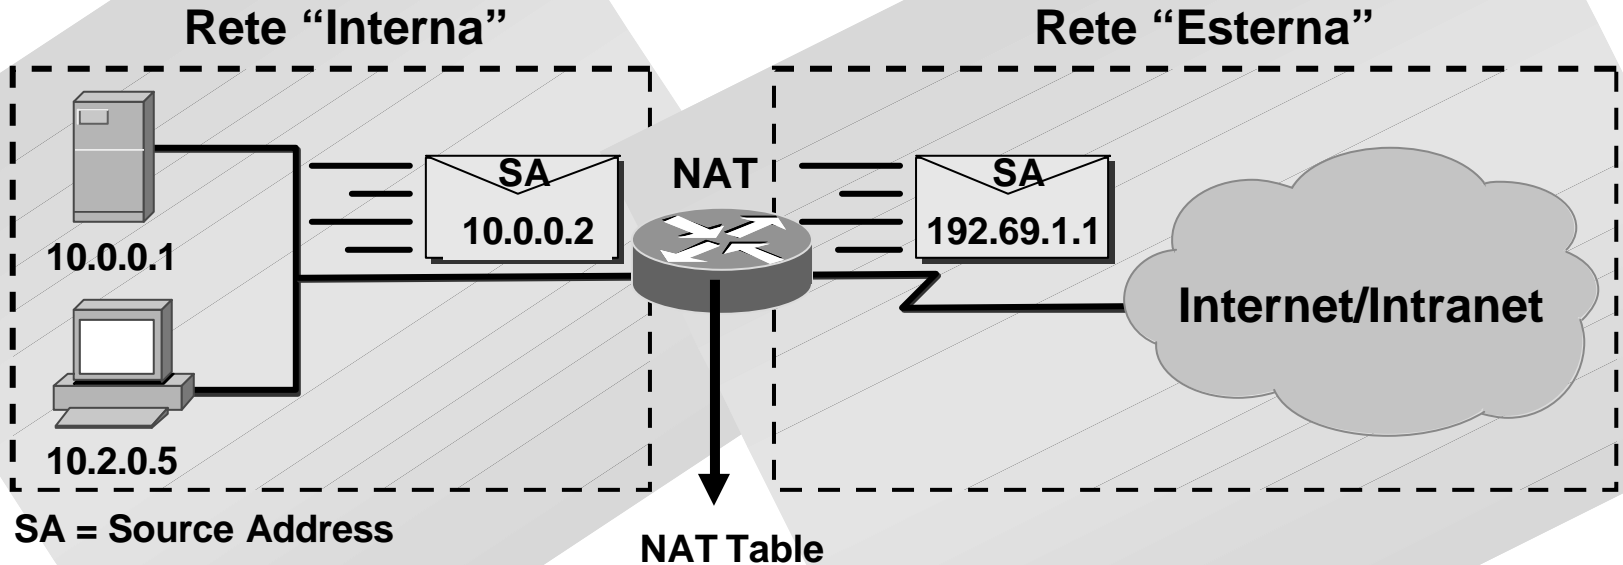 Rete “Interna”
Rete “Esterna”
SA
10.0.0.2
NAT
SA
192.69.1.1
10.0.0.1
Internet/Intranet
10.2.0.5
SA = Source Address
NAT Table